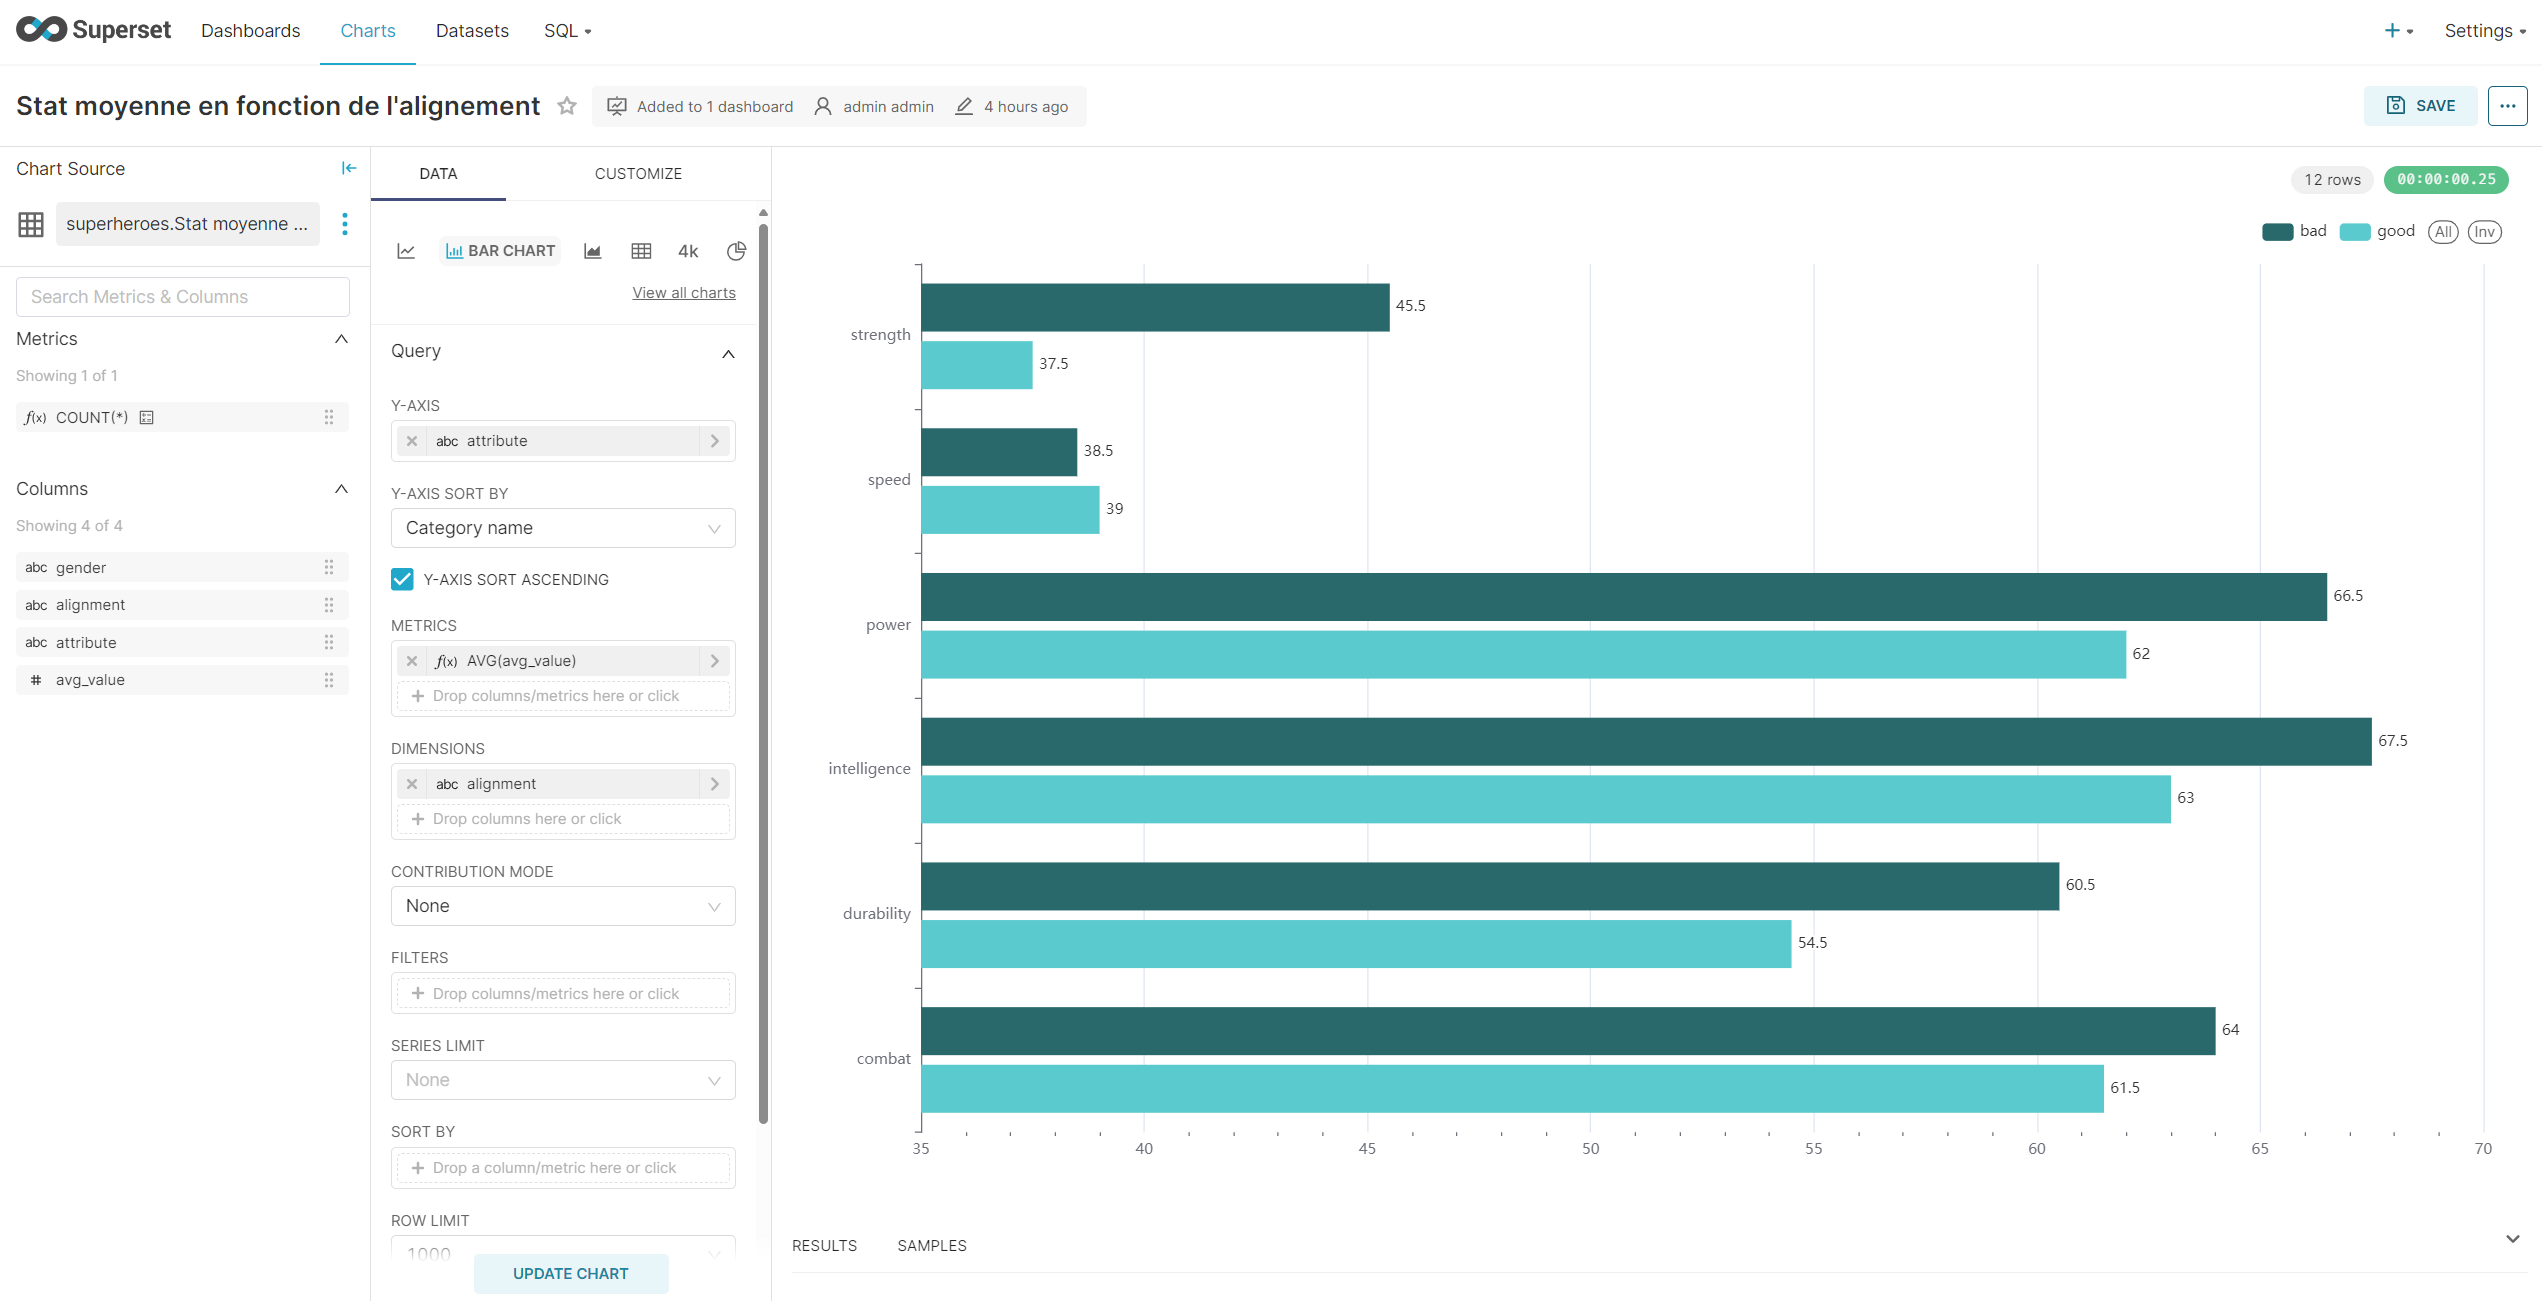 Superset Dashboards Charts Datasets SQL + Settings
Stat moyenne en fonction de l'alignement Added to 1 dashboard admin admin 4 hours ago SAVE ...
Chart Source
superheroes.Stat moyenne ...
Search Metrics & Columns
Metrics
Showing 1 of 1
f(x) COUNT(*)
Columns
Showing 4 of 4
abc gender
abc alignment
abc attribute
# avg_value
DATA CUSTOMIZE
BAR CHART 4k
View all charts
Query
Y-AXIS
abc attribute
Y-AXIS SORT BY
Category name
Y-AXIS SORT ASCENDING
METRICS
f(x) AVG(avg_value)
+ Drop columns/metrics here or click
DIMENSIONS
abc alignment
+ Drop columns here or click
CONTRIBUTION MODE
None
FILTERS
+ Drop columns/metrics here or click
SERIES LIMIT
None
SORT BY
+ Drop a column/metric here or click
ROW LIMIT
1000
UPDATE CHART
12 rows 00:00:00.25
bad good All Inv
45.5
strength
37.5
38.5
speed
39
66.5
power
62
67.5
intelligence
63
60.5
durability
54.5
64
combat
61.5
35 40 45 50 55 60 65 70
RESULTS SAMPLES